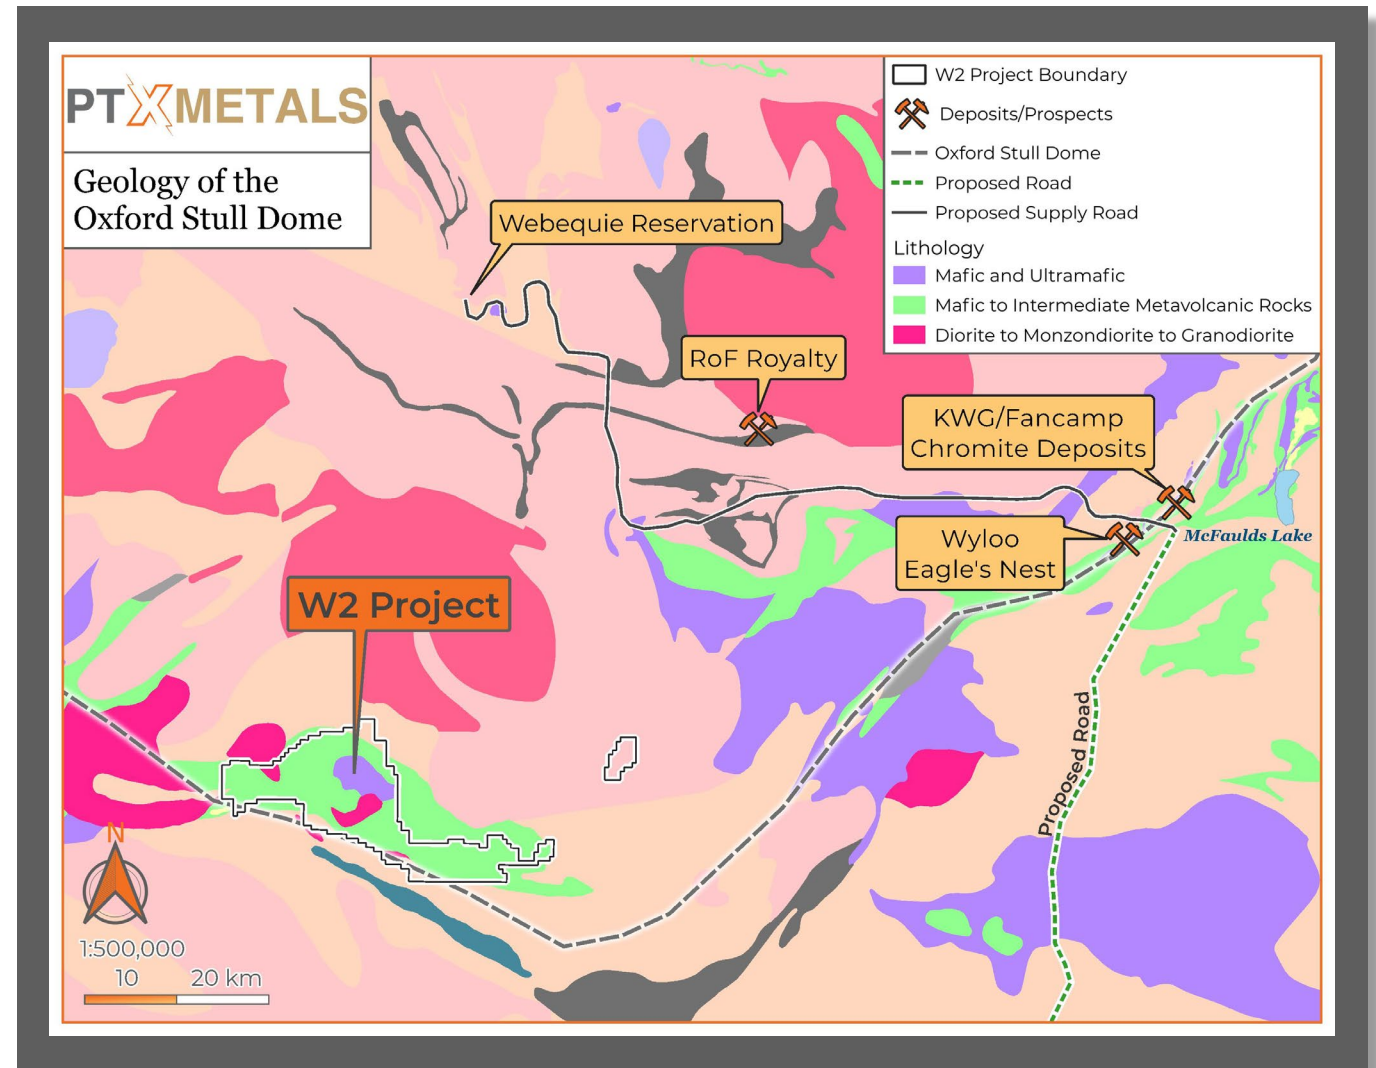 PTXMETALS
Geology of the
Oxford Stull Dome
W2 Project Boundary
Deposits/Prospects
Oxford Stull Dome
Proposed Road
Proposed Supply Road
Lithology
Mafic and Ultramafic
Mafic to Intermediate Metavolcanic Rocks
Diorite to Monzondiorite to Granodiorite
Webequie Reservation
RoF Royalty
KWG/Fancamp
Chromite Deposits
Wyloo
Eagle's Nest
McFaulds Lake
W2 Project
Proposed Road
N
1:500,000
10 20 km